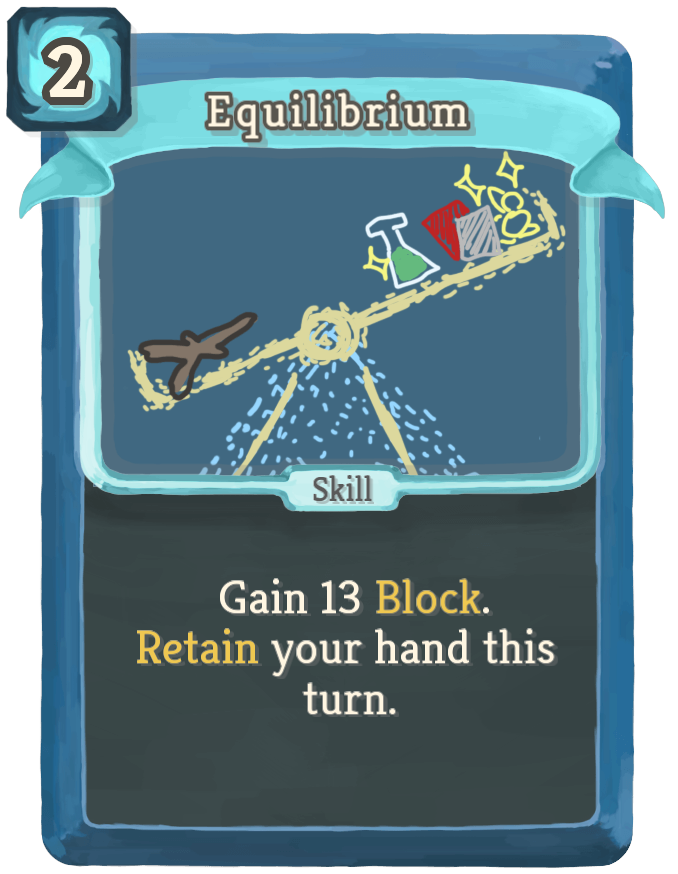 2
Equilibrium
Skill
Gain 13 Block.
Retain your hand this
turn.